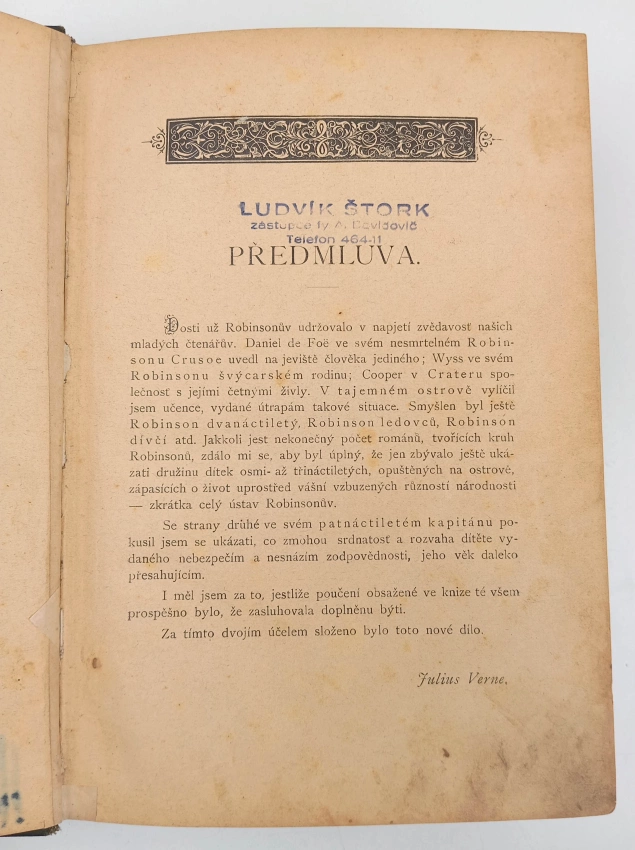 LUDVÍK ŠTORK
zástupce fy A. Davidovič
Telefon 464-11
PŘEDMLUVA.
Dosti už Robinsonův udržovalo v napjetí zvědavost našich
mladých čtenářův. Daniel de Foë ve svém nesmrtelném Robin-
sonu Crusoe uvedl na jeviště člověka jediného; Wyss ve svém
Robinsonu švýcarském rodinu; Cooper v Crateru spo-
lečnost s jejími četnými živly. V tajemném ostrově vylíčil
jsem učence, vydané útrapám takové situace. Smyšlen byl ještě
Robinson dvanáctiletý, Robinson ledovců, Robinson
dívčí atd. Jakkoli jest nekonečný počet románů, tvořících kruh
Robinsonů, zdálo mi se, aby byl úplný, že jen zbývalo ještě uká-
zati družinu dítek osmi- až třináctiletých, opuštěných na ostrově,
zápasících o život uprostřed vášní vzbuzených růzností národnosti
— zkrátka celý ústav Robinsonův.
Se strany drúhé ve svém patnáctiletém kapitánu po-
kusil jsem se ukázati, co zmohou srdnatosť a rozvaha dítěte vy-
daného nebezpečím a nesnázím zodpovědnosti, jeho věk daleko
přesahujícím.
I měl jsem za to, jestliže poučení obsažené ve knize té všem
prospěšno bylo, že zasluhovala doplněnu býti.
Za tímto dvojím účelem složeno bylo toto nové dílo.
Julius Verne.